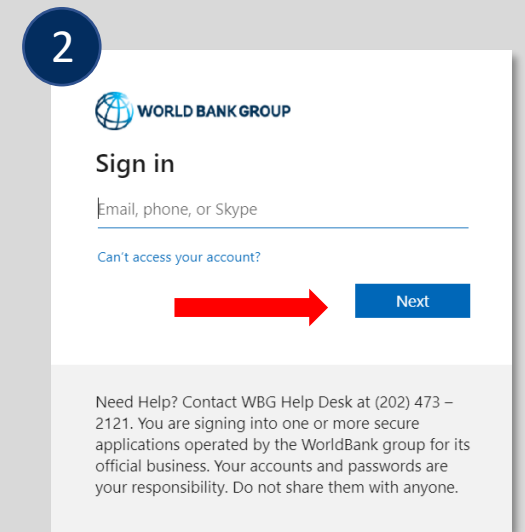 2
WORLD BANK GROUP
Sign in
Email, phone, or Skype
Can't access your account?
Next
Need Help? Contact WBG Help Desk at (202) 473 –
2121. You are signing into one or more secure
applications operated by the WorldBank group for its
official business. Your accounts and passwords are
your responsibility. Do not share them with anyone.